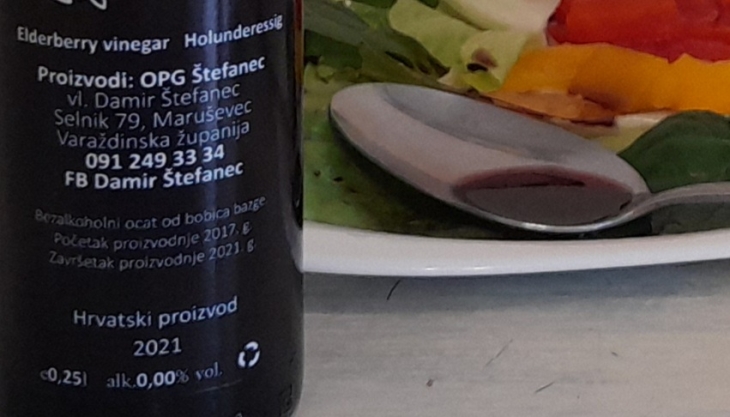 Elderberry vinegar Holunderessig
Proizvodi: OPG Štefanec
vl. Damir Štefanec
Selnik 79, Maruševec
Varaždinska županija
091 249 33 34
FB Damir Štefanec
Bezalkoholni ocat od bobica bazge
Početak proizvodnje 2017. g.
Završetak proizvodnje 2021. g.
Hrvatski proizvod
2021
e0,25l alk.0,00% vol.